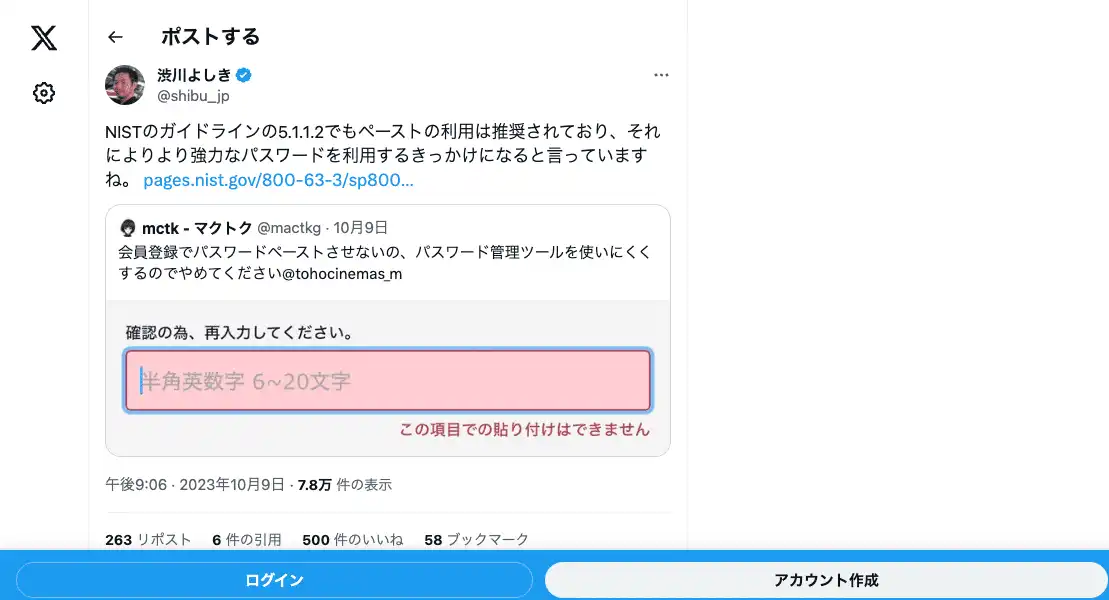 ポストする
渋川よしき
@shibu_jp
NISTのガイドラインの5.1.1.2でもペーストの利用は推奨されており、それ
によりより強力なパスワードを利用するきっかけになると言っています
ね。 pages.nist.gov/800-63-3/sp800...
mctk - マクトク @mactkg · 10月9日
会員登録でパスワードペーストさせないの、パスワード管理ツールを使いにくく
するのでやめてください@tohocinemas_m
確認の為、再入力してください。
半角英数字 6~20文字
この項目での貼り付けはできません
午後9:06 · 2023年10月9日 · 7.8万 件の表示
263 リポスト 6 件の引用 500 件のいいね 58 ブックマーク
ログイン アカウント作成